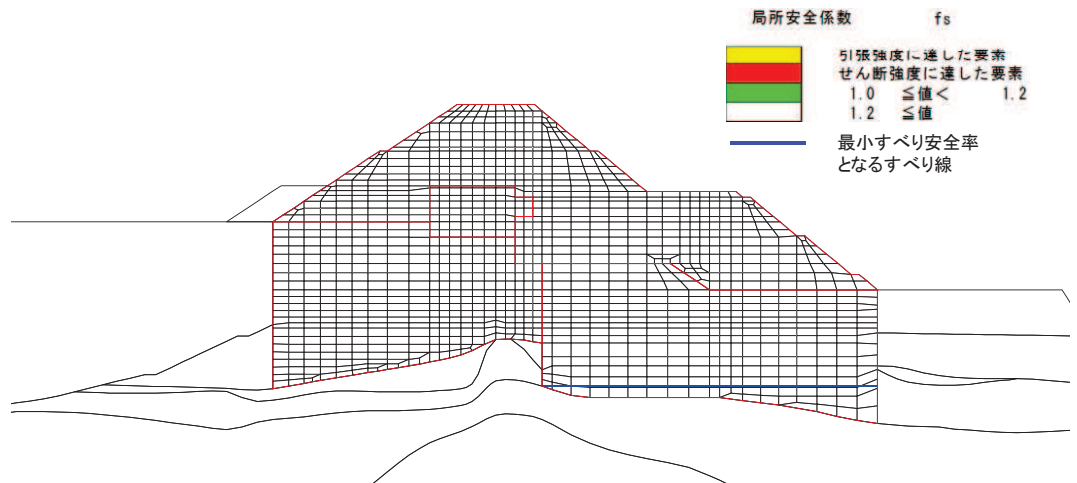 局所安全係数 fs
引張強度に達した要素
せん断強度に達した要素
1.0 ≦値< 1.2
1.2 ≦値
最小すべり安全率
となるすべり線